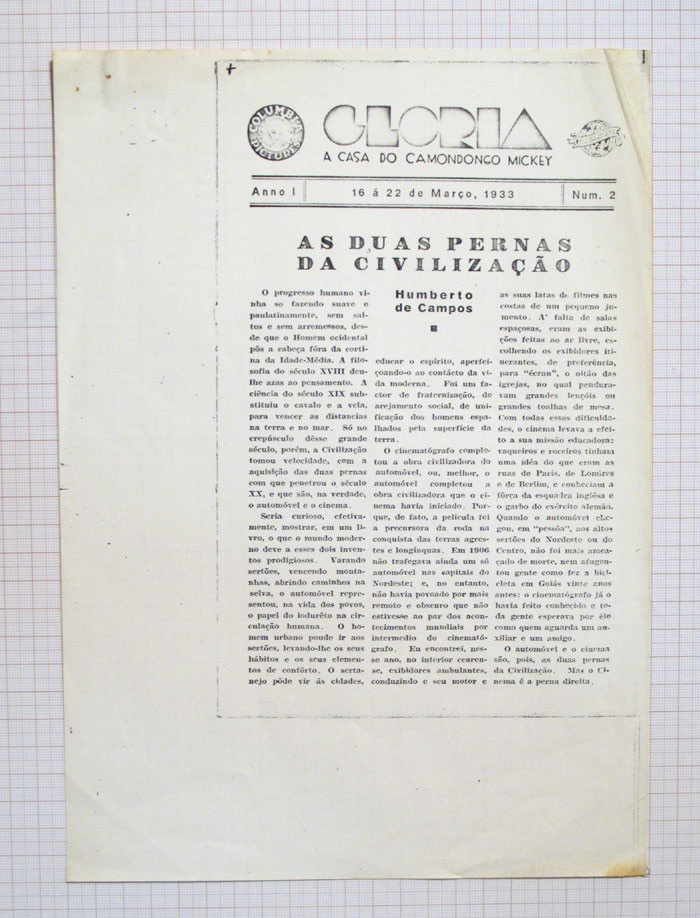 COLUMBIA PICTURES
GLORIA
A CASA DO CAMONDONGO MICKEY
Anno I
16 á 22 de Março, 1933
Num. 2
AS DUAS PERNAS
DA CIVILIZAÇÃO
O progresso humano vi-
nha se fazendo suave e
paulatinamente, sem sal-
tos e sem arremessos, des-
de que o Homem ocidental
pôs a cabeça fóra da corti-
na da Idade-Média. A filo-
sofia do século XVIII deu-
lhe azas ao pensamento. A
ciência do século XIX sub-
stituiu o cavalo e a vela,
para vencer as distancias
na terra e no mar. Só no
crepúsculo dêsse grande
século, porém, a Civilização
tomou velocidade, com a
aquisição das duas pernas
com que penetrou o século
XX, e que são, na verdade,
o automóvel e o cinema.
Seria curioso, efetiva-
mente, mostrar, em um li-
vro, o que o mundo moder-
no deve a esses dois inven-
tos prodigiosos. Varando
sertões, vencendo monta-
nhas, abrindo caminhos na
selva, o automóvel repre-
sentou, na vida dos povos,
o papel do iodurêto na cir-
culação humana. O ho-
mem urbano poude ir aos
sertões, levando-lhe os seus
hábitos e os seus elemen-
tos de confôrto. O serta-
nejo pôde vir ás cidades,
Humberto
de Campos
educar o espírito, aperfei-
çoando-o ao contácto da vi-
da moderna. Foi um fa-
ctor de fraternização, de
arejamento social, de uni-
ficação dos homens espa-
lhados pela superfície da
terra.
O cinematógrafo comple-
tou a obra civilizadora do
automóvel, ou, melhor, o
automóvel completou a
obra civilizadora que o ci-
nema havia iniciado. Por-
que, de fato, a película foi
a precursora da roda na
conquista das terras agres-
tes e longínquas. Em 1906
não trafegava ainda um só
automóvel nas capitais do
Nordeste; e, no entanto,
não havia povoado por mais
remoto e obscuro que não
estivesse ao par dos acon-
tecimentos mundiais por
intermedio do cinemató-
grafo. Eu encontrei, nes-
se ano, no interior cearen-
se, exibidores ambulantes,
conduzindo e seu motor e
as suas latas de filmes nas
costas de um pequeno ju-
mento. A' falta de salas
espaçosas, eram as exibi-
ções feitas ao ar livre, es-
colhendo os exibidores iti-
nerantes, de preferência,
para "écran", o oitão das
igrejas, no qual pendura-
vam grandes lençóis ou
grandes toalhas de mesa.
Com todas essas dificulda-
des, o cinema levava a efei-
to a sua missão educadora:
vaqueiros e roceiros tinham
uma idéa do que eram as
ruas de Paris, de Londres
e de Berlim, e conheciam a
fôrça da esquadra inglêsa e
o garbo do exército alemão.
Quando o automóvel che-
gou, em "pessôa", aos altos
sertões do Nordeste ou do
Centro, não foi mais amea-
çado de morte, nem afugen-
tou gente como fez a bici-
cleta em Goiás vinte anos
antes: o cinematógrafo já o
havia feito conhecido e to-
da gente esperava por ele
como quem aguarda um au-
xiliar e um amigo.
O automóvel e o cinema
são, pois, as duas pernas
da Civilização. Mas o Ci-
nema é a perna direita.